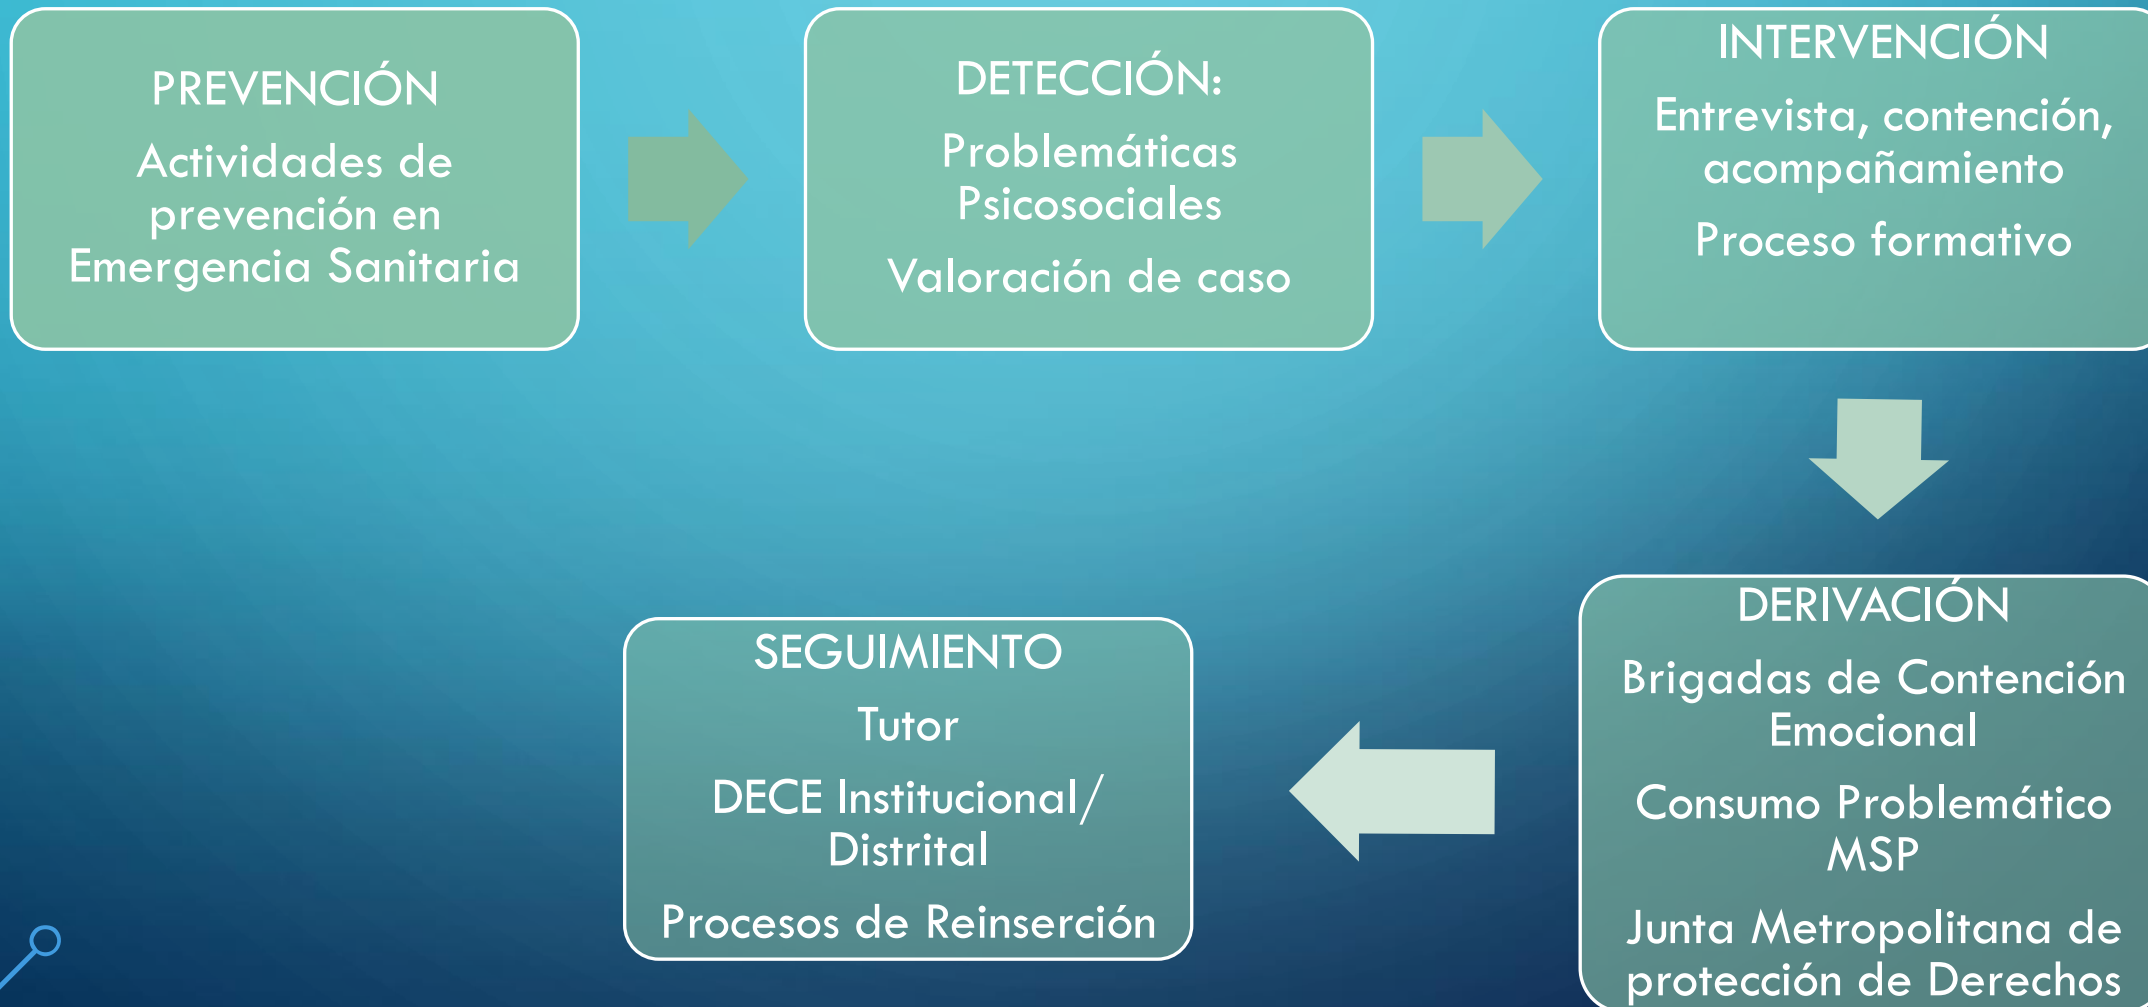 PREVENCIÓN
Actividades de
prevención en
Emergencia Sanitaria
DETECCIÓN:
Problemáticas
Psicosociales
Valoración de caso
INTERVENCIÓN
Entrevista, contención,
acompañamiento
Proceso formativo
DERIVACIÓN
Brigadas de Contención
Emocional
Consumo Problemático
MSP
Junta Metropolitana de
protección de Derechos
SEGUIMIENTO
Tutor
DECE Institucional/
Distrital
Procesos de Reinserción